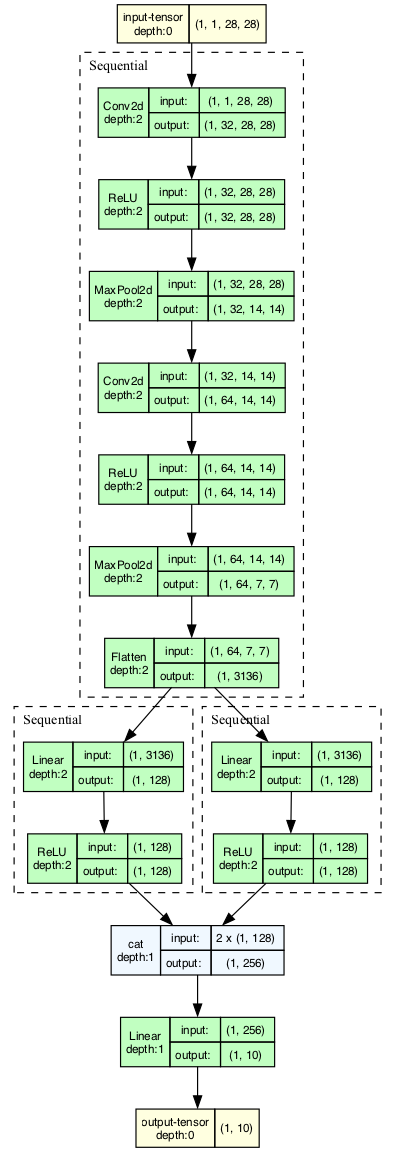 input-tensor
depth:0
(1, 1, 28, 28)
Sequential
Conv2d
depth:2
input:
(1, 1, 28, 28)
output:
(1, 32, 28, 28)
ReLU
depth:2
input:
(1, 32, 28, 28)
output:
(1, 32, 28, 28)
MaxPool2d
depth:2
input:
(1, 32, 28, 28)
output:
(1, 32, 14, 14)
Conv2d
depth:2
input:
(1, 32, 14, 14)
output:
(1, 64, 14, 14)
ReLU
depth:2
input:
(1, 64, 14, 14)
output:
(1, 64, 14, 14)
MaxPool2d
depth:2
input:
(1, 64, 14, 14)
output:
(1, 64, 7, 7)
Flatten
depth:2
input:
(1, 64, 7, 7)
output:
(1, 3136)
Sequential
Linear
depth:2
input:
(1, 3136)
output:
(1, 128)
ReLU
depth:2
input:
(1, 128)
output:
(1, 128)
Sequential
Linear
depth:2
input:
(1, 3136)
output:
(1, 128)
ReLU
depth:2
input:
(1, 128)
output:
(1, 128)
cat
depth:1
input:
2 x (1, 128)
output:
(1, 256)
Linear
depth:1
input:
(1, 256)
output:
(1, 10)
output-tensor
depth:0
(1, 10)